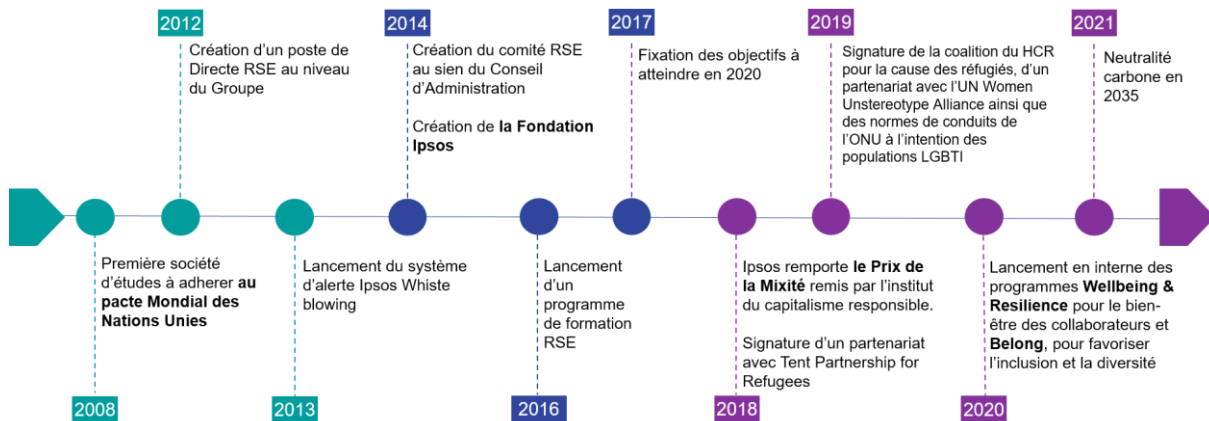 2012
Création d'un poste de
Directe RSE au niveau
du Groupe
2014
Création du comité RSE
au sien du Conseil
d'Administration
Création de la Fondation
Ipsos
2017
Fixation des objectifs à
atteindre en 2020
2019
Signature de la coalition du HCR
pour la cause des réfugiés, d'un
partenariat avec l'UN Women
Unstereotype Alliance ainsi que
des normes de conduits de
l'ONU à l'intention des
populations LGBTI
2021
Neutralité
carbone en
2035
Première société
d'études à adherer au
pacte Mondial des
Nations Unies
2008
Lancement du système
d'alerte Ipsos Whiste
blowing
2013
Lancement
d'un
programme
de formation
RSE
2016
Ipsos remporte le Prix de
la Mixité remis par l'institut
du capitalisme responsible.
Signature d'un partenariat
avec Tent Partnership for
Refugees
2018
Lancement en interne des
programmes Wellbeing &
Resilience pour le bien-
être des collaborateurs et
Belong, pour favoriser
l'inclusion et la diversité
2020